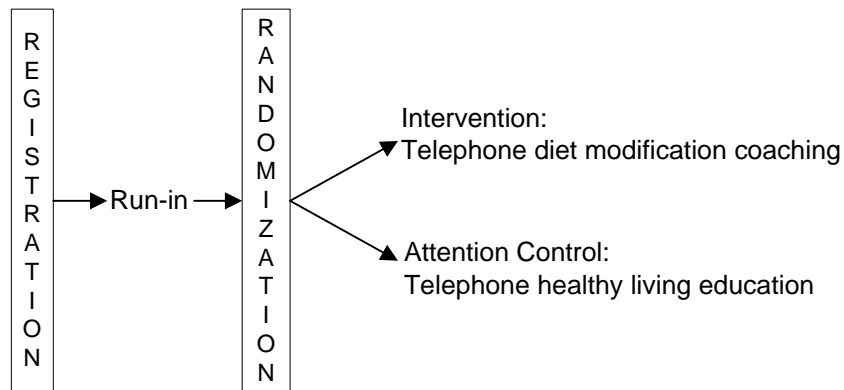 REGISTRATION
Run-in
RANDOMIZATION
Intervention:
Telephone diet modification coaching
Attention Control:
Telephone healthy living education